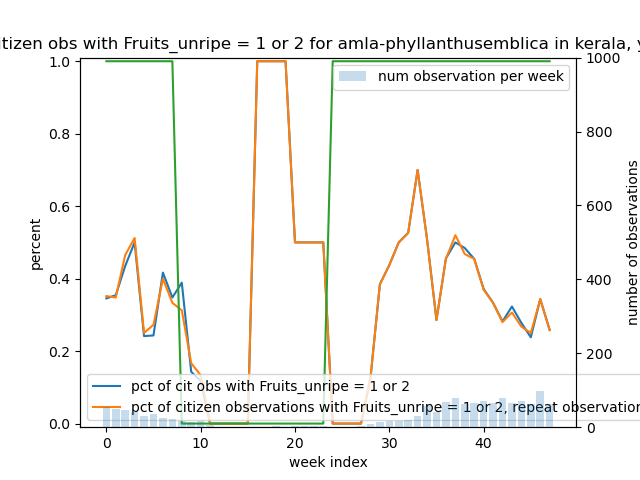 itizen obs with Fruits_unripe = 1 or 2 for amla-phyllanthusemblica in kerala, y
num observation per week
1.0
0.8
0.6
0.4
0.2
0.0
percent
1000
800
600
400
200
0
number of observations
pct of cit obs with Fruits_unripe = 1 or 2
pct of citizen observations with Fruits_unripe = 1 or 2, repeat observation
0 10 20 30 40
week index